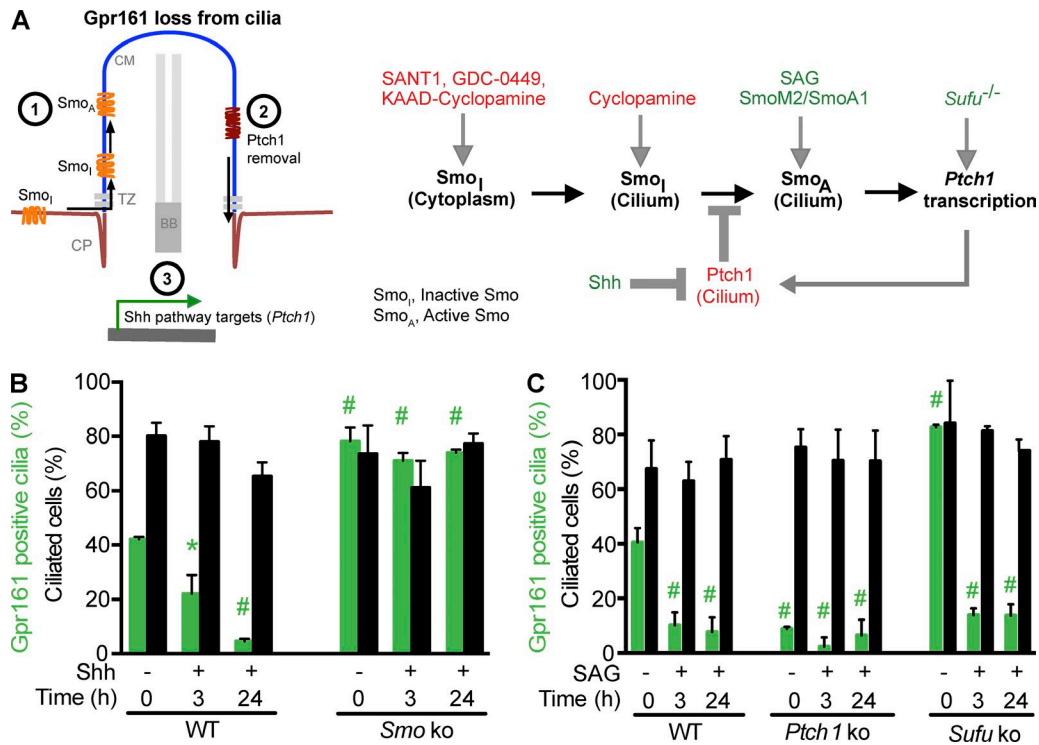 A
Gpr161 loss from cilia
CM
1
SmoA
2
Ptch1
removal
SmoI
SmoI
TZ
CP
BB
3
Shh pathway targets (Ptch1)
SANT1, GDC-0449,
KAAD-Cyclopamine
Cyclopamine
SAG
SmoM2/SmoA1
Sufu-/-
SmoI
(Cytoplasm)
SmoI
(Cilium)
SmoA
(Cilium)
Ptch1
transcription
Shh
Ptch1
(Cilium)
SmoI, Inactive Smo
SmoA, Active Smo
B
Gpr161 positive cilia (%)
Ciliated cells (%)
100
80
60
40
20
0
* # # # #
Shh - + + - + +
Time (h) 0 3 24 0 3 24
WT Smo ko
C
Gpr161 positive cilia (%)
Ciliated cells (%)
100
80
60
40
20
0
# # # # # # # #
SAG - + + - + + - + +
Time (h) 0 3 24 0 3 24 0 3 24
WT Ptch1 ko Sufu ko